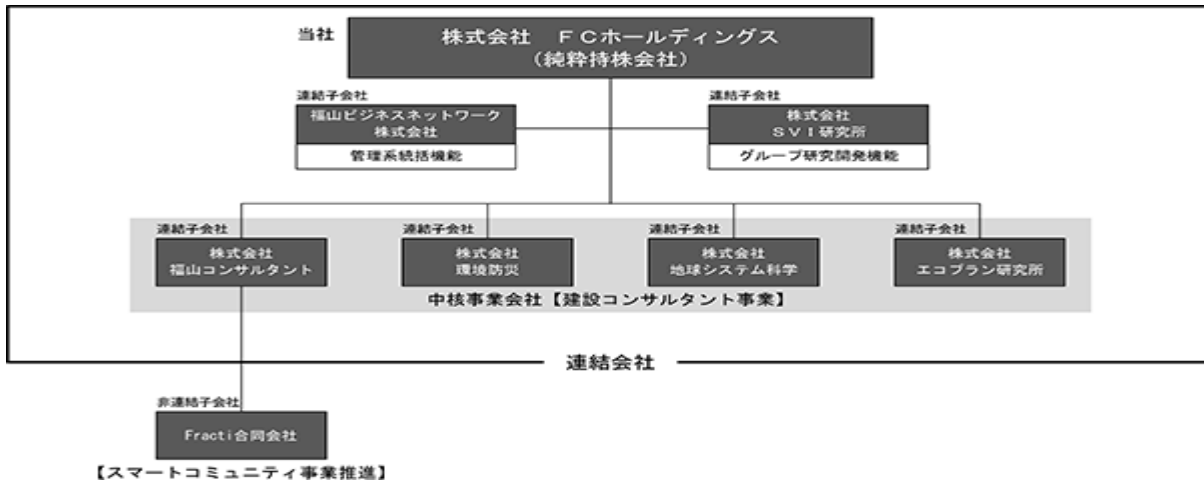 当社
株式会社 FCホールディングス
(純粋持株会社)
連結子会社
福山ビジネスネットワーク
株式会社
管理系統括機能
連結子会社
株式会社
SVI研究所
グループ研究開発機能
連結子会社
株式会社
福山コンサルタント
連結子会社
株式会社
環境防災
連結子会社
株式会社
地球システム科学
連結子会社
株式会社
エコプラン研究所
中核事業会社【建設コンサルタント事業】
連結会社
非連結子会社
Fracti合同会社
【スマートコミュニティ事業推進】